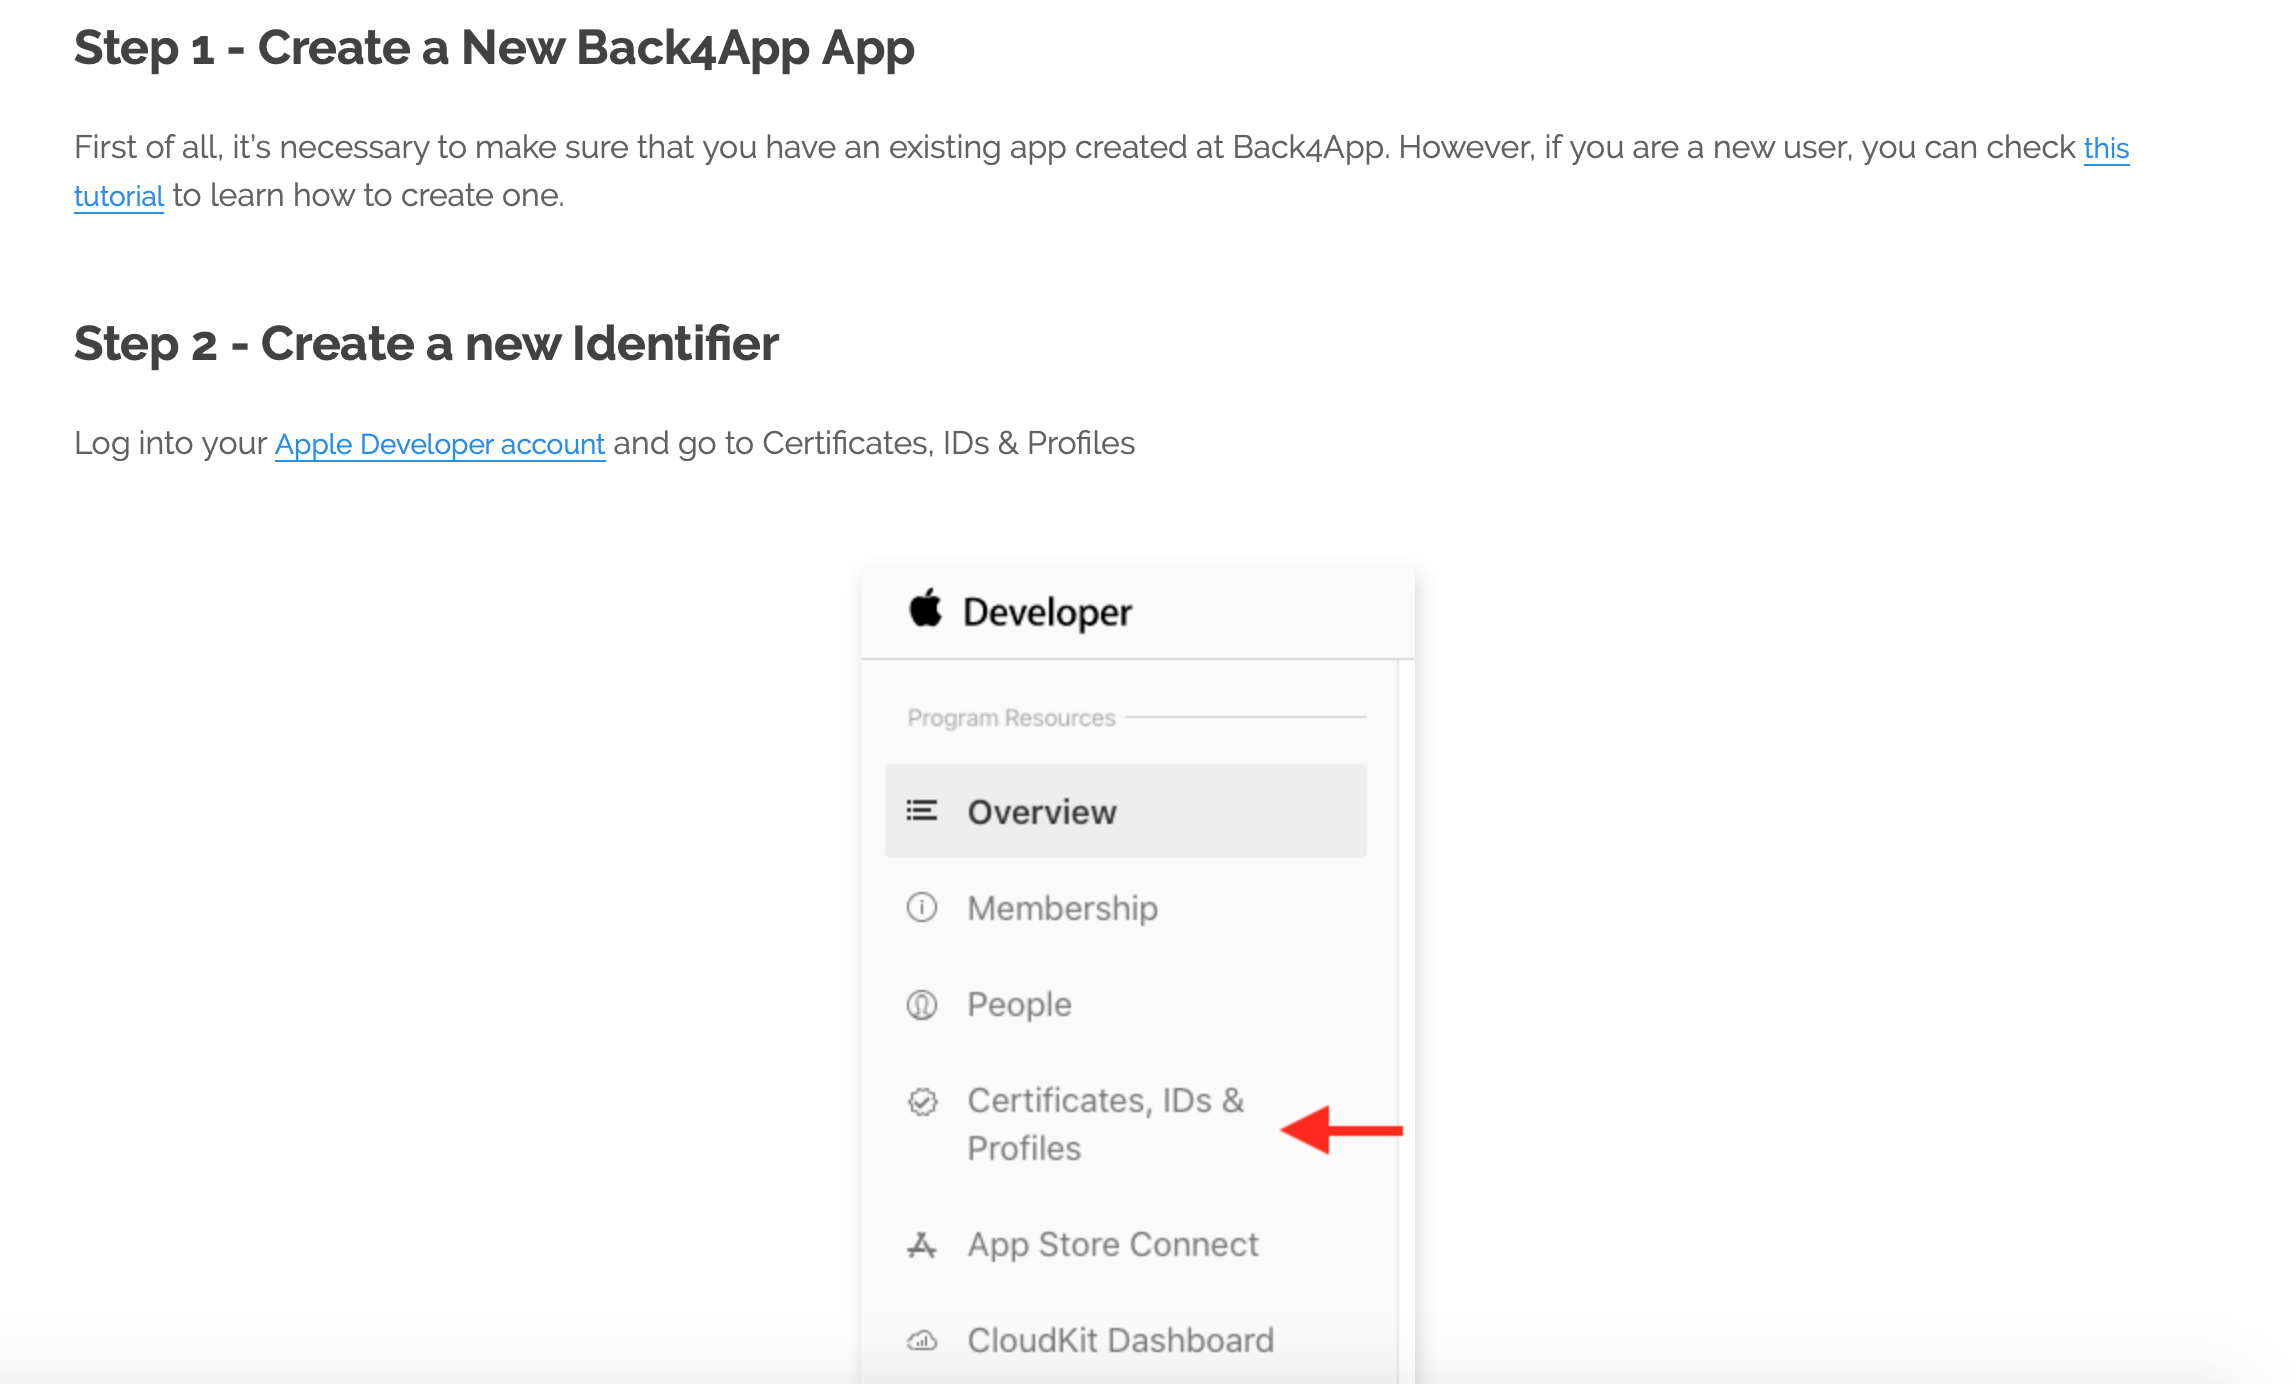 Step 1 - Create a New Back4App App
First of all, it's necessary to make sure that you have an existing app created at Back4App. However, if you are a new user, you can check this
tutorial to learn how to create one.
Step 2 - Create a new Identifier
Log into your Apple Developer account and go to Certificates, IDs & Profiles
Developer
Program Resources
Overview
Membership
People
Certificates, IDs &
Profiles
App Store Connect
CloudKit Dashboard